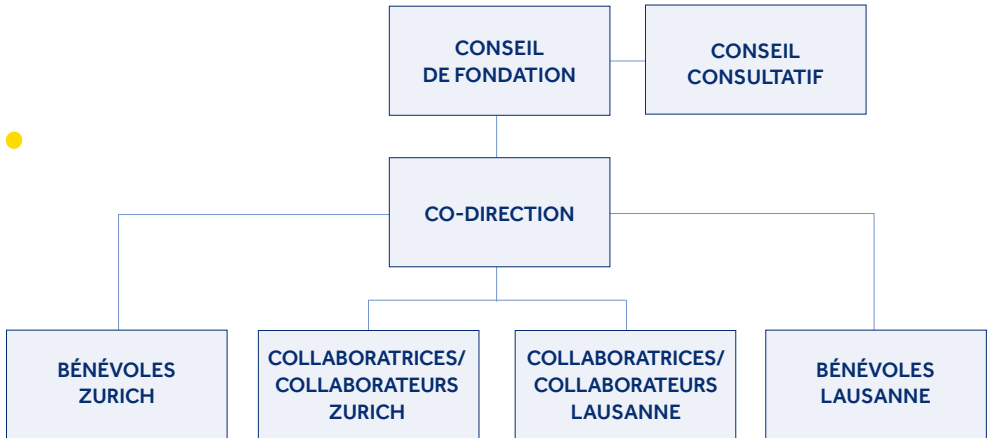 CONSEIL
DE FONDATION
CONSEIL
CONSULTATIF
CO-DIRECTION
BÉNÉVOLES
ZURICH
COLLABORATRICES/
COLLABORATEURS
ZURICH
COLLABORATRICES/
COLLABORATEURS
LAUSANNE
BÉNÉVOLES
LAUSANNE